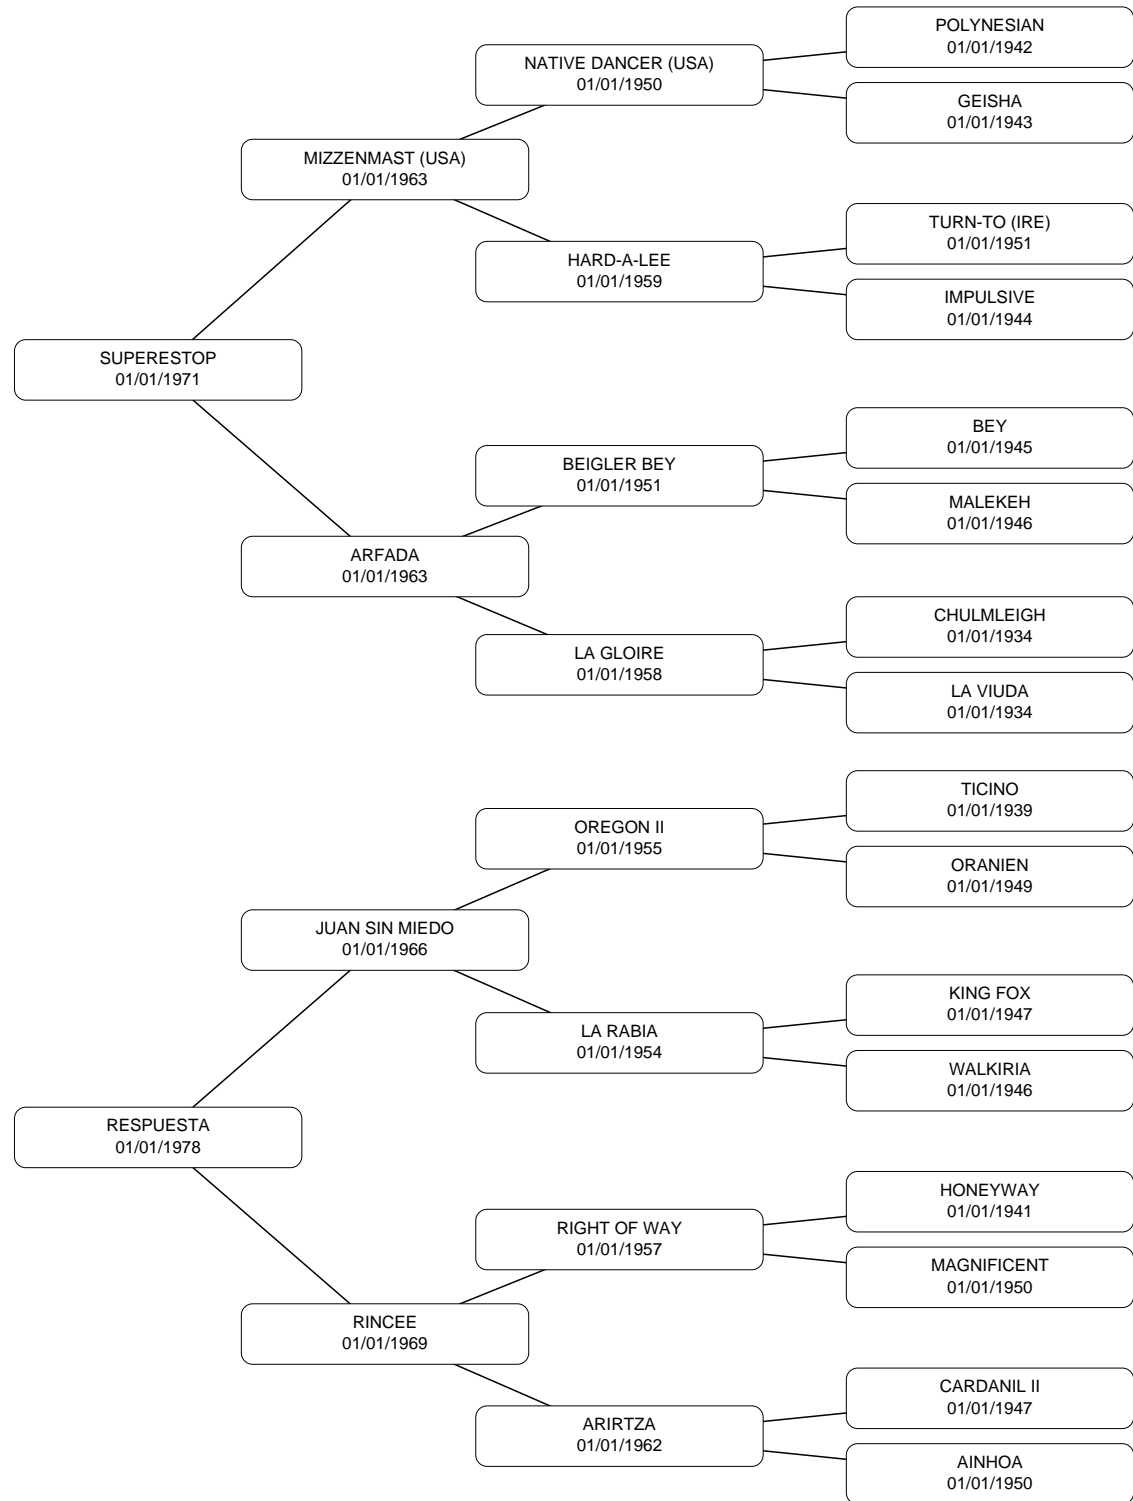 POLYNESIAN
01/01/1942
NATIVE DANCER (USA)
01/01/1950
GEISHA
01/01/1943
MIZZENMAST (USA)
01/01/1963
TURN-TO (IRE)
01/01/1951
HARD-A-LEE
01/01/1959
IMPULSIVE
01/01/1944
SUPERESTOP
01/01/1971
BEY
01/01/1945
BEIGLER BEY
01/01/1951
MALEKEH
01/01/1946
ARFADA
01/01/1963
CHULMLEIGH
01/01/1934
LA GLOIRE
01/01/1958
LA VIUDA
01/01/1934
TICINO
01/01/1939
OREGON II
01/01/1955
ORANIEN
01/01/1949
JUAN SIN MIEDO
01/01/1966
KING FOX
01/01/1947
LA RABIA
01/01/1954
WALKIRIA
01/01/1946
RESPUESTA
01/01/1978
HONEYWAY
01/01/1941
RIGHT OF WAY
01/01/1957
MAGNIFICENT
01/01/1950
RINCEE
01/01/1969
CARDANIL II
01/01/1947
ARIRTZA
01/01/1962
AINHOA
01/01/1950